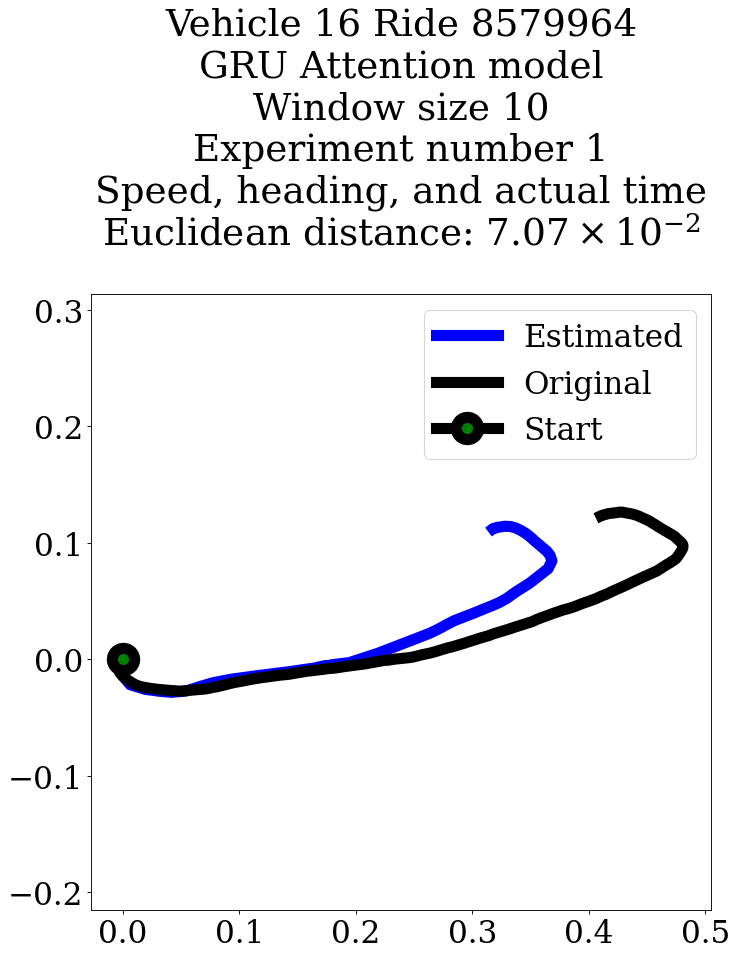 Vehicle 16 Ride 8579964
GRU Attention model
Window size 10
Experiment number 1
Speed, heading, and actual time
Euclidean distance: 7.07 × 10⁻²
0.3
0.2
0.1
0.0
−0.1
−0.2
Estimated
Original
Start
0.0 0.1 0.2 0.3 0.4 0.5